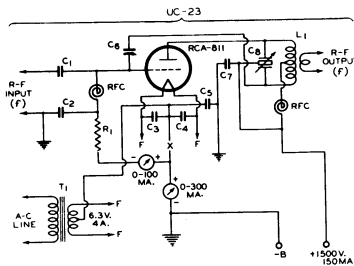 UC-23
C6
RCA-811
L1
C1
C8
R-F
INPUT
(f)
RFC
C7
R-F
OUTPUT
(f)
C2
C5
RFC
R1
C3
C4
F
X
F
- +
0-100
MA.
+
0-300
MA.
-
T1
A-C
LINE
6.3V.
4A.
F
F
-B
+1500V.
150MA